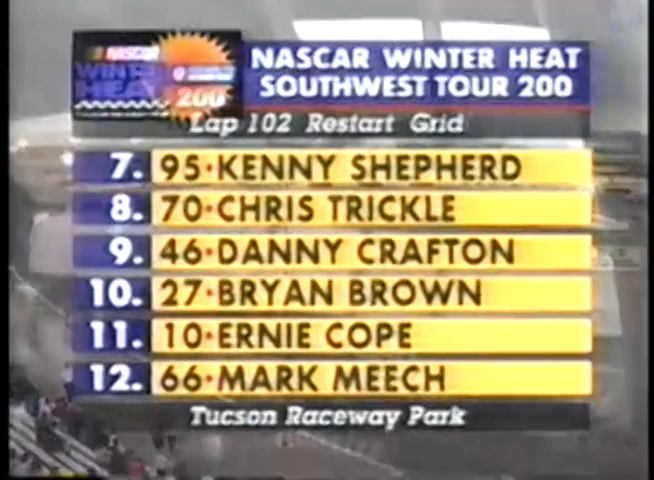 NASCAR
WINTER
HEAT
200
NASCAR WINTER HEAT
SOUTHWEST TOUR 200
Lap 102 Restart Grid
7. 95·KENNY SHEPHERD
8. 70·CHRIS TRICKLE
9. 46·DANNY CRAFTON
10. 27·BRYAN BROWN
11. 10·ERNIE COPE
12. 66·MARK MEECH
Tucson Raceway Park